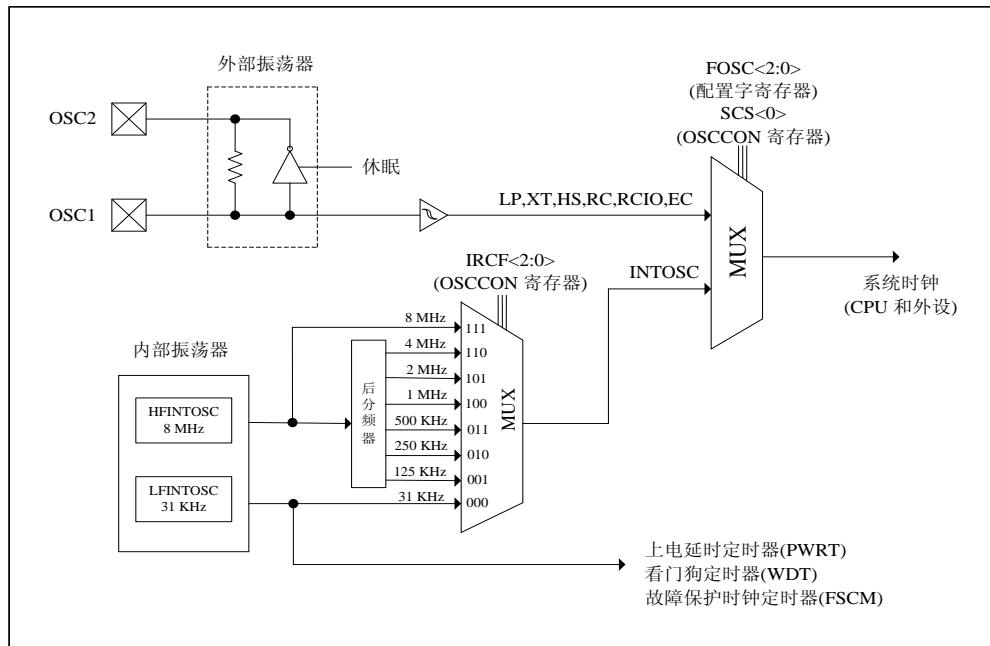 外部振荡器
OSC2
OSC1
休眠
LP,XT,HS,RC,RCIO,EC
FOSC<2:0>
(配置字寄存器)
SCS<0>
(OSCCON 寄存器)
MUX
系统时钟
(CPU 和外设)
INTOSC
IRCF<2:0>
(OSCCON 寄存器)
内部振荡器
HFINTOSC
8 MHz
LFINTOSC
31 KHz
后分频器
8 MHz
4 MHz
2 MHz
1 MHz
500 KHz
250 KHz
125 KHz
31 KHz
111
110
101
100
011
010
001
000
MUX
上电延时定时器(PWRT)
看门狗定时器(WDT)
故障保护时钟定时器(FSCM)